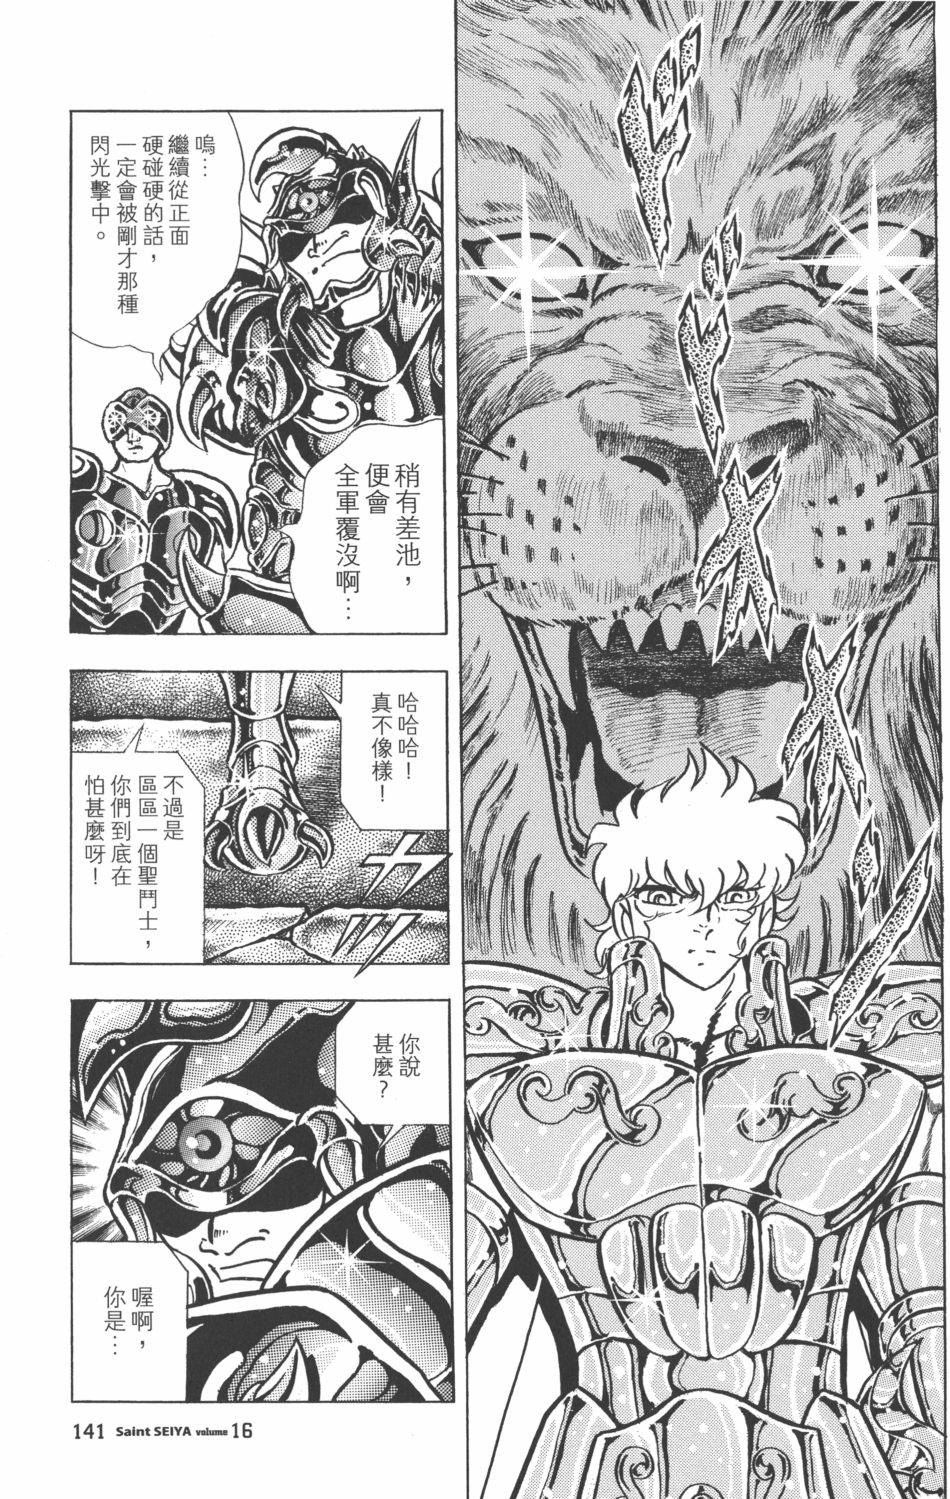 嗚…
繼續從正面
硬碰硬的話，
一定會被剛才那種
閃光擊中。
稍有差池，
便會
全軍覆沒啊…
哈哈哈！
真不像樣！
不過是
區區一個聖鬥士，
你們到底在
怕甚麼呀！
カ
你說
甚麼？
喔啊，
你是…
141 Saint SEIYA volume 16